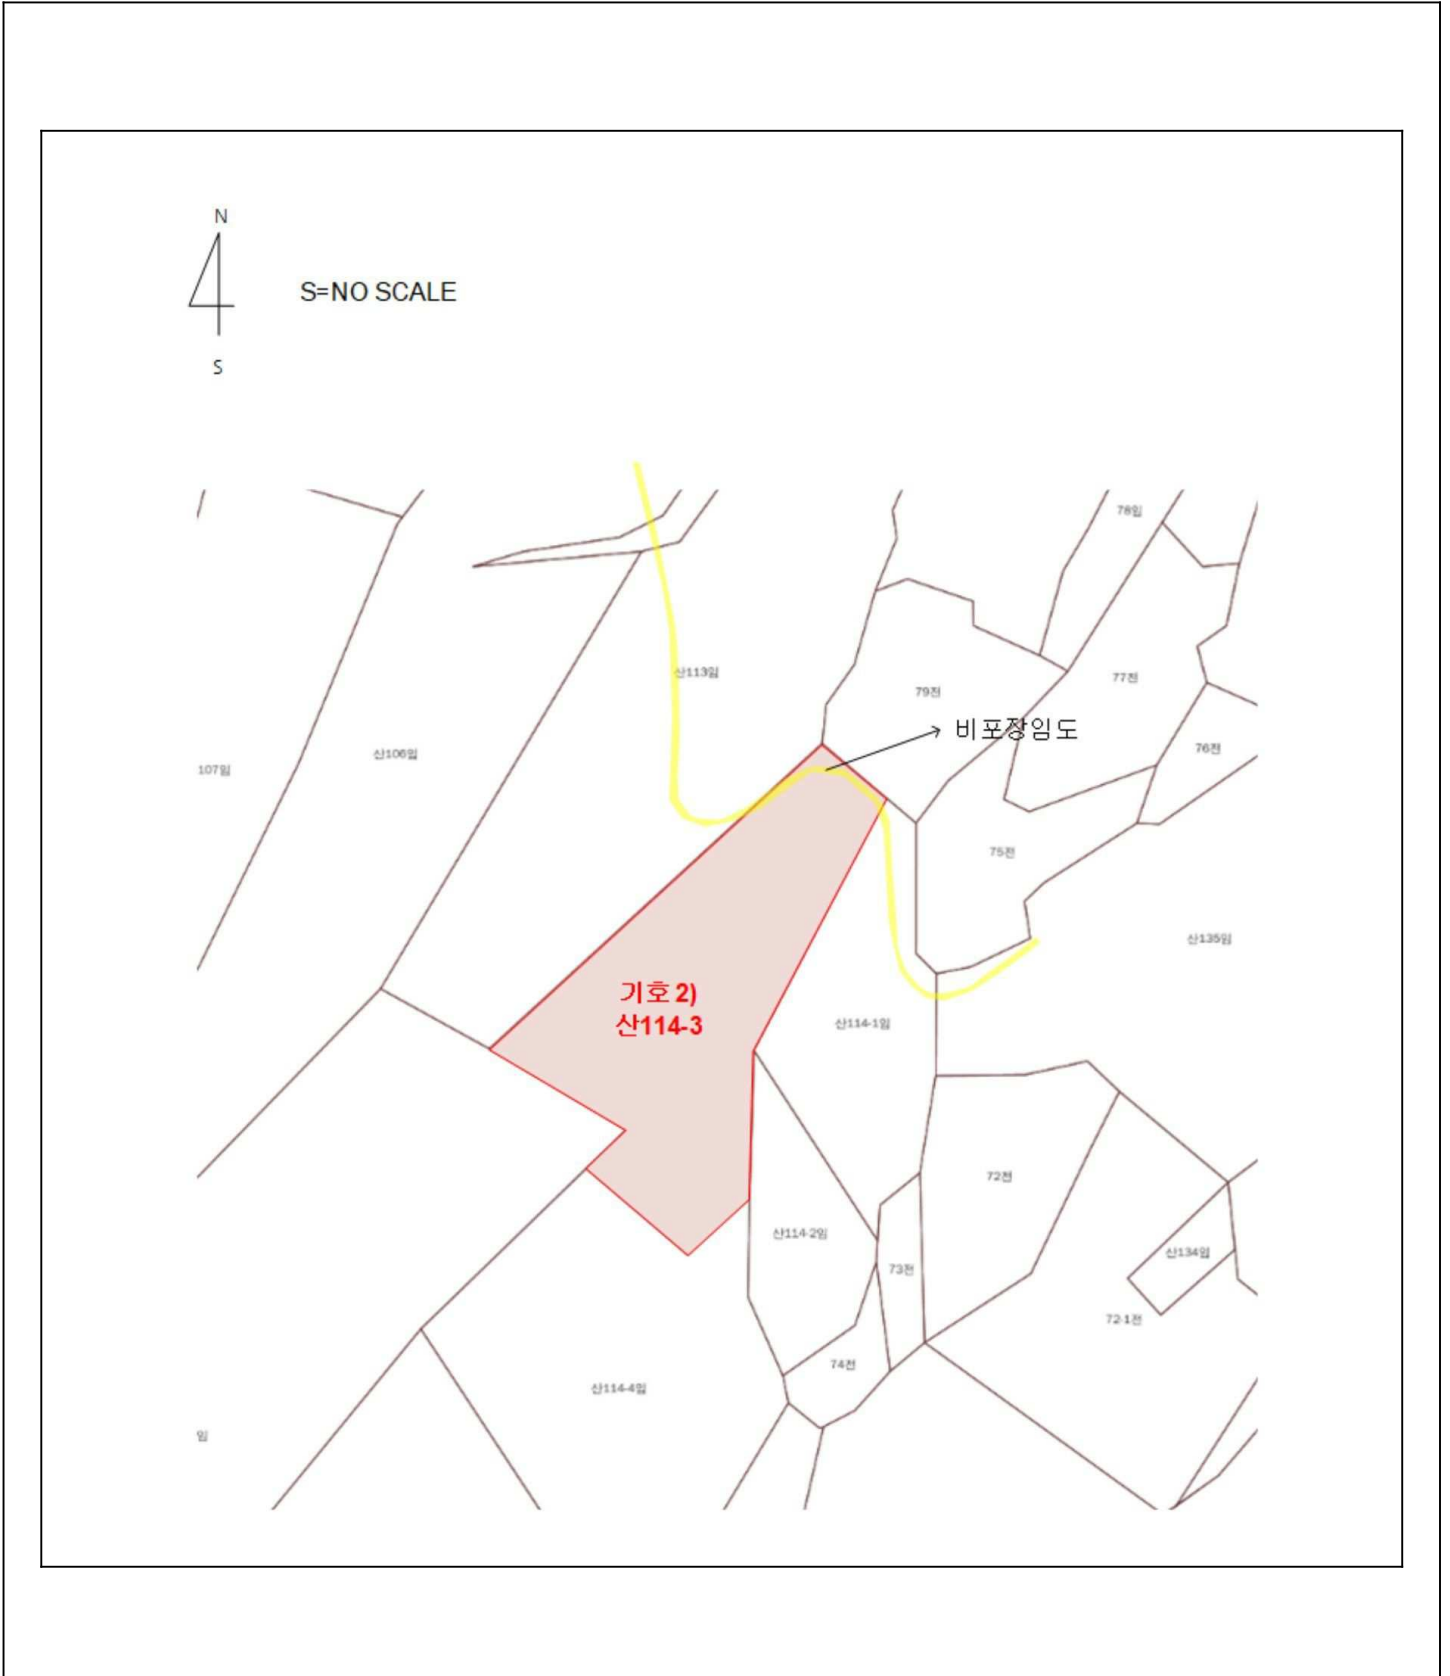 N
S=NO SCALE
S
78임
산113임
77전
79전
비포장임도
76전
산106임
107임
75전
산135임
기호 2)
산114-3
산114-1임
72전
산114-2임
산134임
73전
72-1전
74전
산114-4임
임